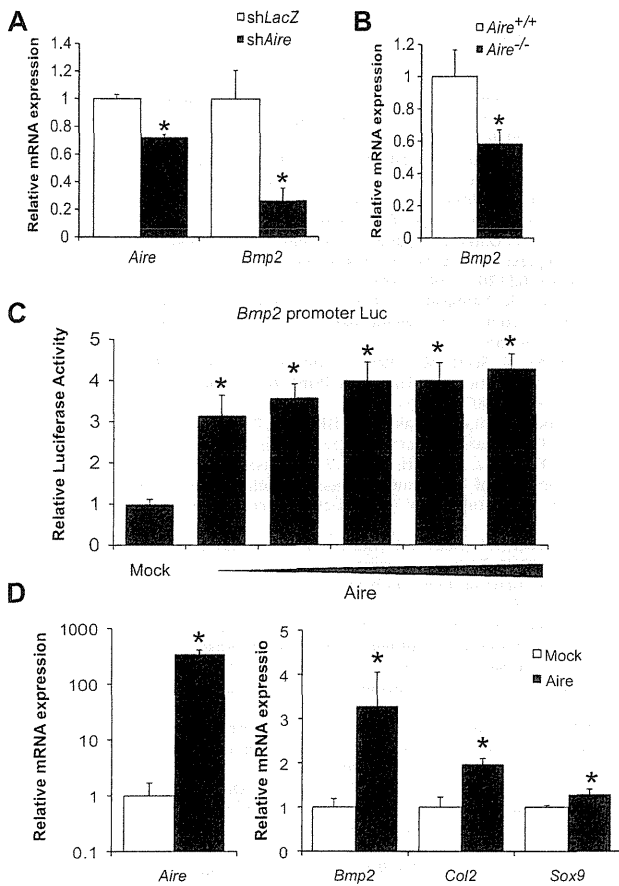 A
shLacZ
shAire
Relative mRNA expression
1.4
1.2
1
0.8
0.6
0.4
0.2
0
*
*
Aire
Bmp2
B
Aire+/+
Aire-/-
Relative mRNA expression
1.2
1
0.8
0.6
0.4
0.2
0
*
Bmp2
C
Bmp2 promoter Luc
Relative Luciferase Activity
5
4
3
2
1
0
*
*
*
*
*
Mock
Aire
D
Relative mRNA expression
1000
100
10
1
0.1
*
Aire
Relative mRNA expressio
5
4
3
2
1
0
Mock
Aire
*
*
*
Bmp2
Col2
Sox9